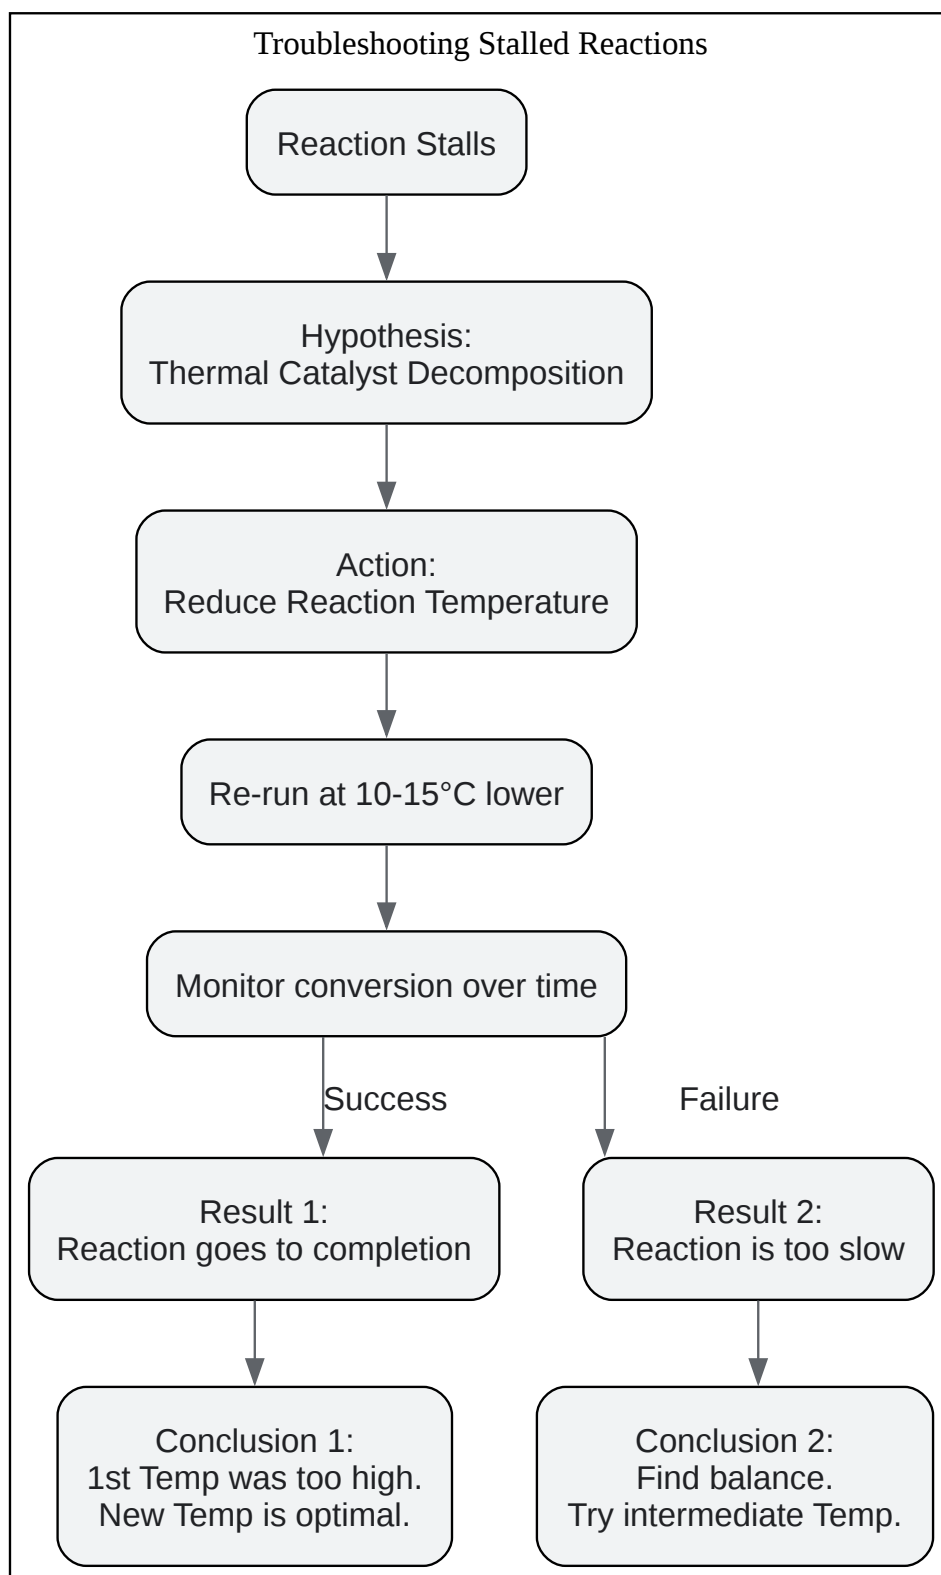 Troubleshooting Stalled Reactions
Reaction Stalls
Hypothesis:
Thermal Catalyst Decomposition
Action:
Reduce Reaction Temperature
Re-run at 10-15°C lower
Monitor conversion over time
Success
Failure
Result 1:
Reaction goes to completion
Result 2:
Reaction is too slow
Conclusion 1:
1st Temp was too high.
New Temp is optimal.
Conclusion 2:
Find balance.
Try intermediate Temp.